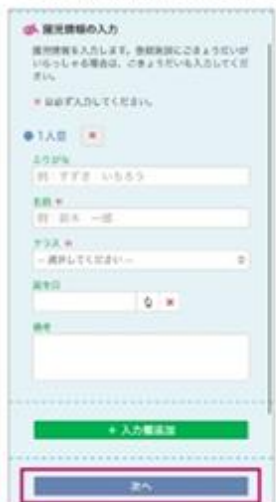 園児情報の入力
園児情報を入力します。登録施設にごきょうだいが
いらっしゃる場合は、ごきょうだいも入力してくだ
さい。
* は必ず入力してください。
1人目
ふりがな
例 すずき いちろう
名前 *
例 鈴木 一郎
クラス *
-- 選択してください --
誕生日
備考
+ 入力欄追加
次へ